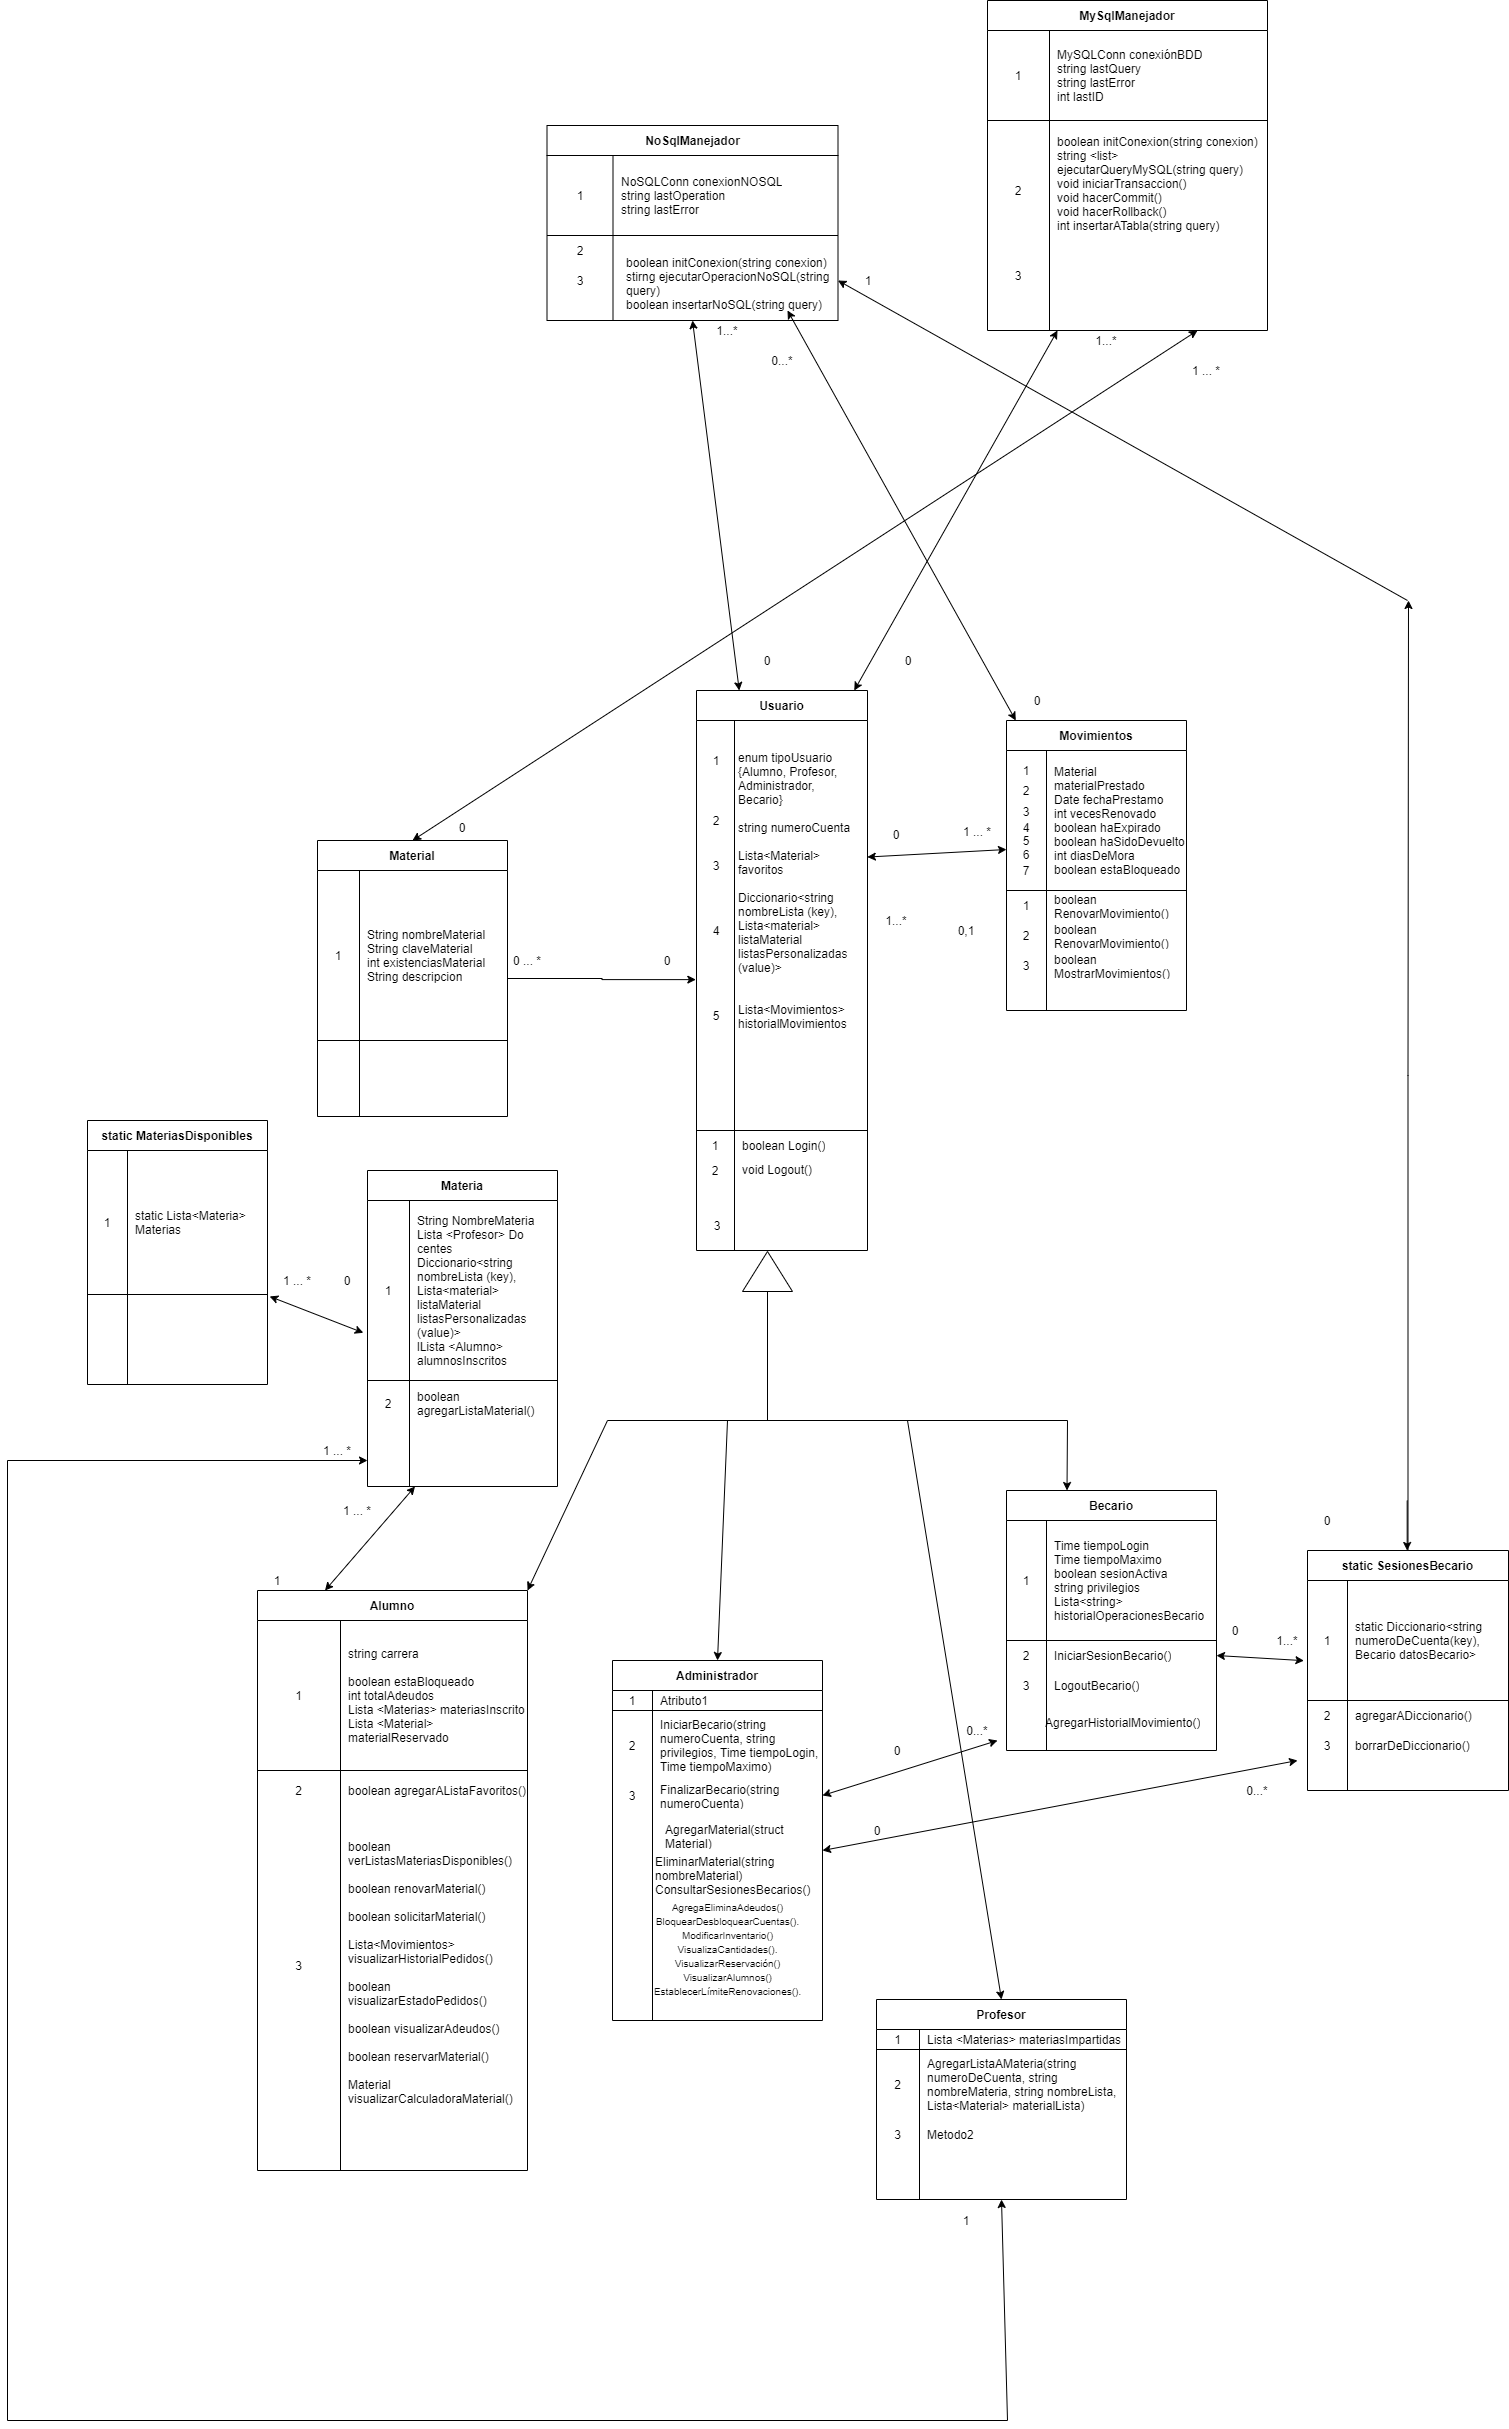 MySqlManejador
1
MySQLConn conexiónBDD
string lastQuery
string lastError
int lastID
2
boolean initConexion(string conexion)
string <list>
ejecutarQueryMySQL(string query)
void iniciarTransaccion()
void hacerCommit()
void hacerRollback()
int insertarATabla(string query)
3
NoSqlManejador
1
NoSQLConn conexionNOSQL
string lastOperation
string lastError
2
3
boolean initConexion(string conexion)
stirng ejecutarOperacionNoSQL(string
query)
boolean insertarNoSQL(string query)
1
1...*
0...*
1...*
1 ... *
0
0
0
0
Usuario
1
enum tipoUsuario
{Alumno, Profesor,
Administrador,
Becario}
2
string numeroCuenta
3
Lista<Material>
favoritos
4
Diccionario<string
nombreLista (key),
Lista<material>
listaMaterial
listasPersonalizadas
(value)>
5
Lista<Movimientos>
historialMovimientos
1
boolean Login()
2
void Logout()
3
Movimientos
1
2
3
4
5
6
7
Material
materialPrestado
Date fechaPrestamo
int vecesRenovado
boolean haExpirado
boolean haSidoDevuelto
int diasDeMora
boolean estaBloqueado
1
boolean
RenovarMovimiento()
2
boolean
RenovarMovimiento()
3
boolean
MostrarMovimientos()
0
1 ... *
1...*
0,1
Material
1
String nombreMaterial
String claveMaterial
int existenciasMaterial
String descripcion
0 ... *
0
static MateriasDisponibles
1
static Lista<Materia>
Materias
1 ... *
0
Materia
1
String NombreMateria
Lista <Profesor> Do
centes
Diccionario<string
nombreLista (key),
Lista<material>
listaMaterial
listasPersonalizadas
(value)>
lLista <Alumno>
alumnosInscritos
2
boolean
agregarListaMaterial()
1 ... *
1 ... *
1
Alumno
1
string carrera
boolean estaBloqueado
int totalAdeudos
Lista <Materias> materiasInscrito
Lista <Material>
materialReservado
2
boolean agregarAListaFavoritos()
3
boolean
verListasMateriasDisponibles()
boolean renovarMaterial()
boolean solicitarMaterial()
Lista<Movimientos>
visualizarHistorialPedidos()
boolean
visualizarEstadoPedidos()
boolean visualizarAdeudos()
boolean reservarMaterial()
Material
visualizarCalculadoraMaterial()
Administrador
1
Atributo1
2
IniciarBecario(string
numeroCuenta, string
privilegios, Time tiempoLogin,
Time tiempoMaximo)
3
FinalizarBecario(string
numeroCuenta)
AgregarMaterial(struct
Material)
EliminarMaterial(string
nombreMaterial)
ConsultarSesionesBecarios()
AgregaEliminaAdeudos()
BloquearDesbloquearCuentas().
ModificarInventario()
VisualizaCantidades().
VisualizarReservación()
VisualizarAlumnos()
EstablecerLímiteRenovaciones().
Becario
1
Time tiempoLogin
Time tiempoMaximo
boolean sesionActiva
string privilegios
Lista<string>
historialOperacionesBecario
2
IniciarSesionBecario()
3
LogoutBecario()
AgregarHistorialMovimiento()
0
1...*
0
static SesionesBecario
1
static Diccionario<string
numeroDeCuenta(key),
Becario datosBecario>
2
agregarADiccionario()
3
borrarDeDiccionario()
0
0...*
0
0...*
Profesor
1
Lista <Materias> materiasImpartidas
2
AgregarListaAMateria(string
numeroDeCuenta, string
nombreMateria, string nombreLista,
Lista<Material> materialLista)
3
Metodo2
1